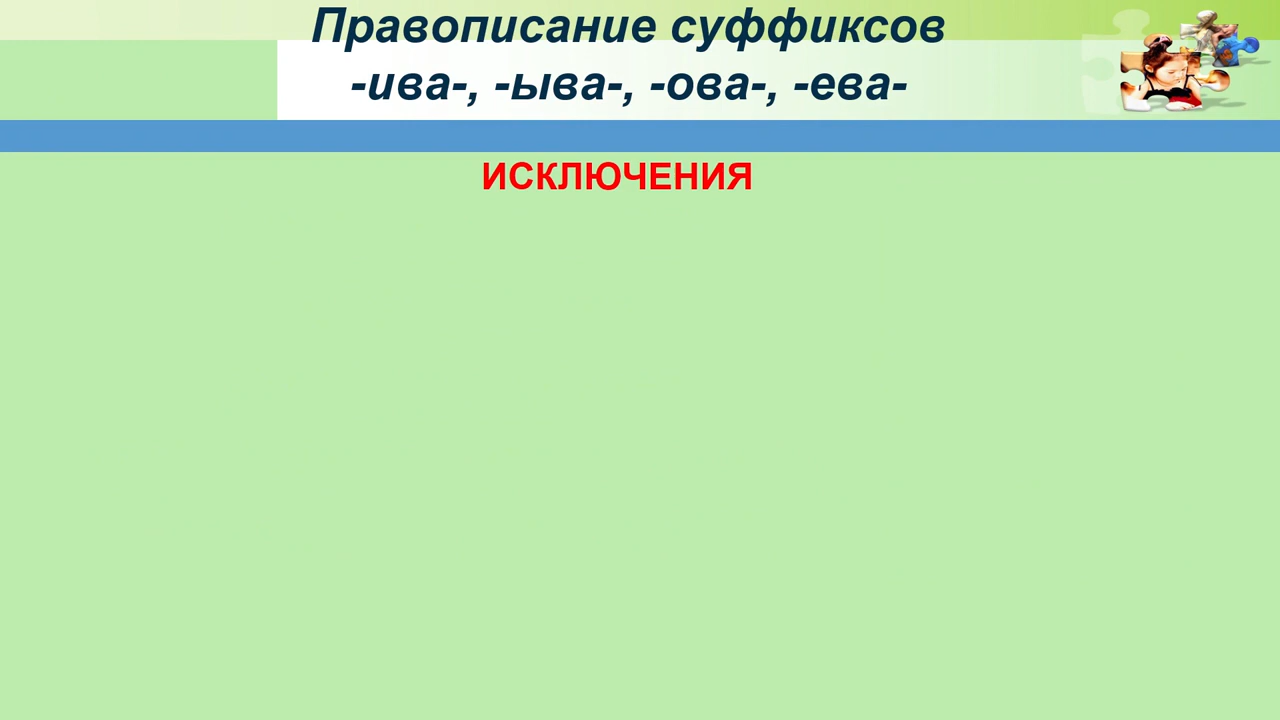 Правописание суффиксов
-ива-, -ыва-, -ова-, -ева-
ИСКЛЮЧЕНИЯ